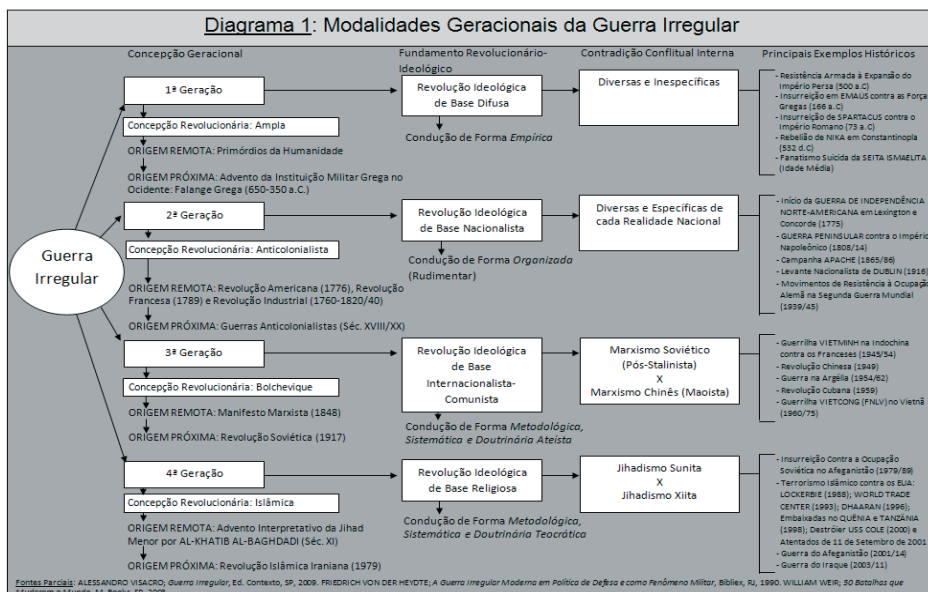 Diagrama 1: Modalidades Geracionais da Guerra Irregular
Concepção Geracional
Fundamento Revolucionário-
Ideológico
Contradição Conflitual Interna
Principais Exemplos Históricos
Guerra
Irregular
1ª Geração
Concepção Revolucionária: Ampla
ORIGEM REMOTA: Primórdios da Humanidade
ORIGEM PRÓXIMA: Advento da Instituição Militar Grega no
Ocidente: Falange Grega (650-350 a.C.)
Revolução Ideológica
de Base Difusa
Condução de Forma Empírica
Diversas e Inespecíficas
- Resistência Armada à Expansão do
Império Persa (500 a.C)
- Insurreição em EMAÚS contra as Força
Gregas (166 a.C)
- Insurreição de SPARTACUS contra o
Império Romano (73 a.C)
- Rebelião de NIKA em Constantinopla
(532 d.C)
- Fanatismo Suicida da SEITA ISMAELITA
(Idade Média)
2ª Geração
Concepção Revolucionária: Anticolonialista
ORIGEM REMOTA: Revolução Americana (1776), Revolução
Francesa (1789) e Revolução Industrial (1760-1820/40)
ORIGEM PRÓXIMA: Guerras Anticolonialistas (Séc. XVIII/XX)
Revolução Ideológica
de Base Nacionalista
Condução de Forma Organizada
(Rudimentar)
Diversas e Específicas de
cada Realidade Nacional
- Início da GUERRA DE INDEPENDÊNCIA
NORTE-AMERICANA em Lexington e
Concorde (1775)
- GUERRA PENINSULAR contra o Império
Napoleônico (1808/14)
- Campanha APACHE (1865/86)
- Levante Nacionalista de DUBLIN (1916)
- Movimentos de Resistência à Ocupação
Alemã na Segunda Guerra Mundial
(1939/45)
3ª Geração
Concepção Revolucionária: Bolchevique
ORIGEM REMOTA: Manifesto Marxista (1848)
ORIGEM PRÓXIMA: Revolução Soviética (1917)
Revolução Ideológica
de Base
Internacionalista-
Comunista
Condução de Forma Metodológica,
Sistemática e Doutrinária Ateísta
Marxismo Soviético
(Pós-Stalinista)
X
Marxismo Chinês (Maoista)
- Guerrilha VIETMINH na Indochina
contra os Franceses (1945/54)
- Revolução Chinesa (1949)
- Guerra na Argélia (1954/62)
- Revolução Cubana (1959)
- Guerrilha VIETCONG (FNLV) no Vietnã
(1960/75)
4ª Geração
Concepção Revolucionária: Islâmica
ORIGEM REMOTA: Advento Interpretativo da Jihad
Menor por AL-KHATIB AL-BAGHDADI (Séc. XI)
ORIGEM PRÓXIMA: Revolução Islâmica Iraniana (1979)
Revolução Ideológica
de Base Religiosa
Condução de Forma Metodológica,
Sistemática e Doutrinária Teocrática
Jihadismo Sunita
X
Jihadismo Xiita
- Insurreição Contra a Ocupação
Soviética no Afeganistão (1979/89)
- Terrorismo Islâmico contra os EUA:
LOCKERBIE (1988); WORLD TRADE
CENTER (1993); DHAARAN (1996);
Embaixadas no QUÊNIA e TANZÂNIA
(1998); Destróier USS COLE (2000) e
Atentados de 11 de Setembro de 2001
- Guerra do Afeganistão (2001/14)
- Guerra do Iraque (2003/11)
Fontes Parciais: ALESSANDRO VISACRO; Guerra Irregular, Ed. Contexto, SP, 2009. FRIEDRICH VON DER HEYDTE; A Guerra Irregular Moderna em Política de Defesa e como Fenômeno Militar, Bibliex, RJ, 1990. WILLIAM WEIR; 50 Batalhas que